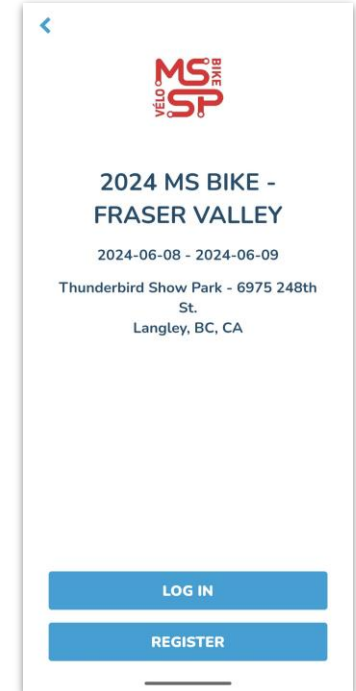 MS BIKE
VÉLO SP
2024 MS BIKE -
FRASER VALLEY
2024-06-08 - 2024-06-09
Thunderbird Show Park - 6975 248th
St.
Langley, BC, CA
LOG IN
REGISTER